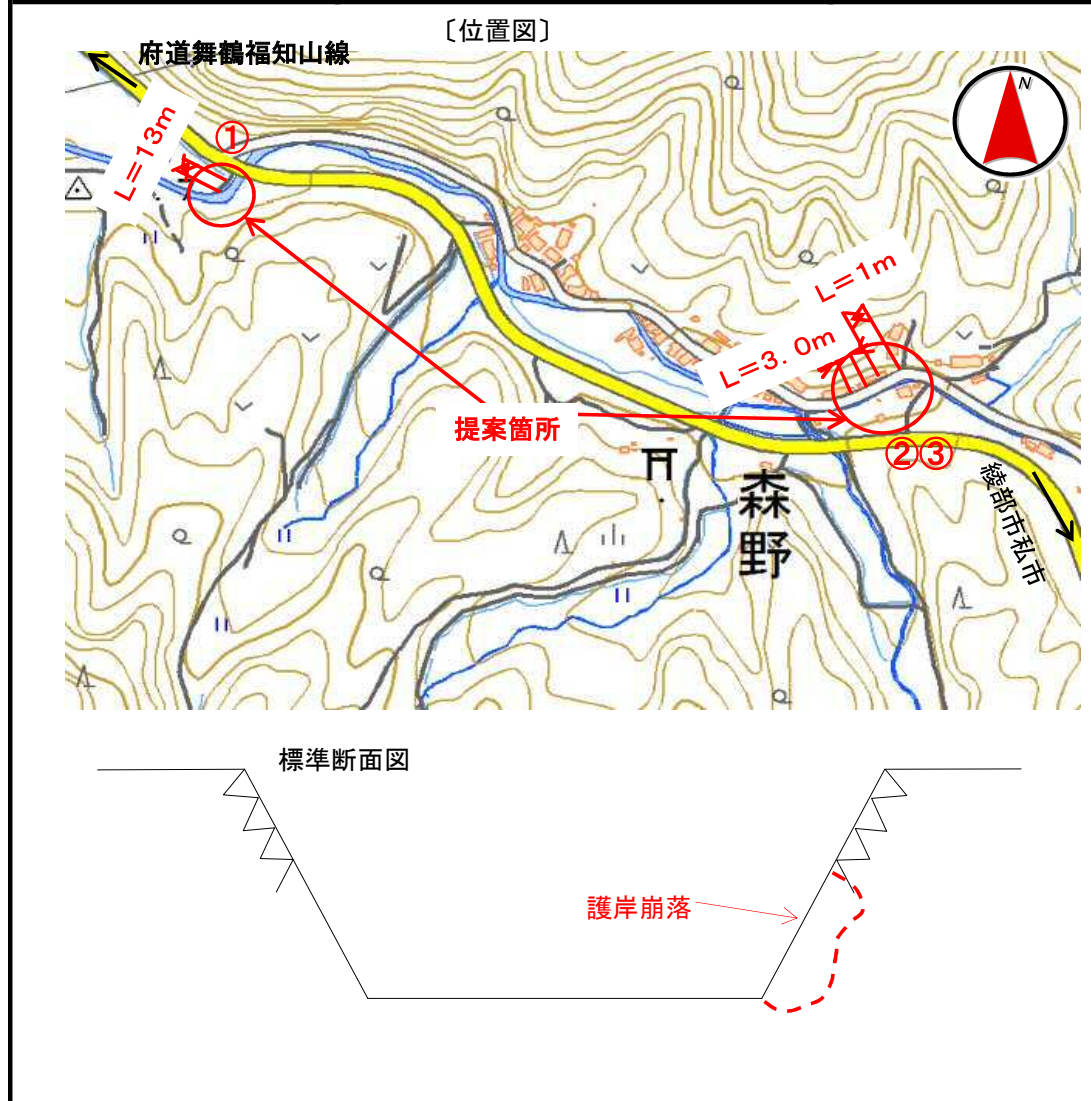 〔位置図〕
府道舞鶴福知山線
N
L=13m
①
L=1m
L=3.0m
提案箇所
②③
森野
綾部市私市
標準断面図
護岸崩落